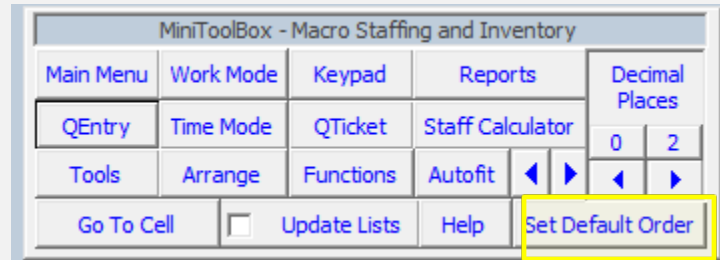 MiniToolBox - Macro Staffing and Inventory
Main Menu Work Mode Keypad Reports Decimal
Places
QEntry Time Mode QTicket Staff Calculator 0 2
Tools Arrange Functions Autofit
Go To Cell Update Lists Help Set Default Order